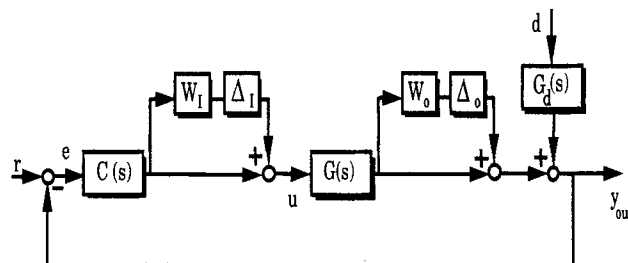 d
W_I Δ_I W_o Δ_o G_d(s)
r e C(s) + u G(s) + + y_ou
-